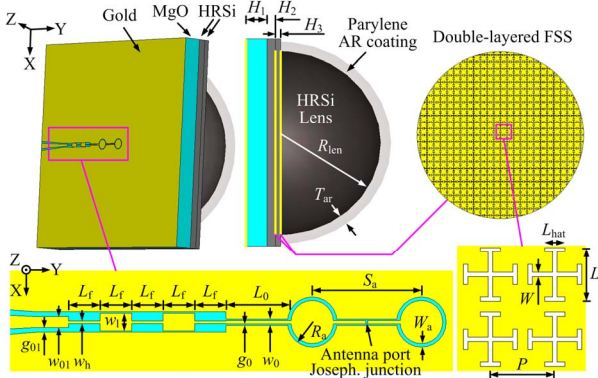 Z
Y
X
Gold
MgO
HRSi
H1
H2
H3
Parylene
AR coating
HRSi
Lens
Rlen
Tar
Double-layered FSS
Z
Y
X
Lf
Lf
Lf
Lf
Lf
L0
Sa
g01
w01
wh
wl
g0
w0
Ra
Wa
Antenna port
Joseph. junction
Lhat
L
W
P